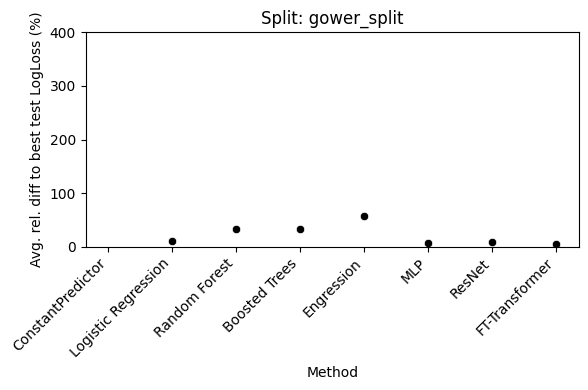 Split: gower_split
Avg. rel. diff to best test LogLoss (%)
400
300
200
100
0
ConstantPredictor
Logistic Regression
Random Forest
Boosted Trees
Engression
MLP
ResNet
FT-Transformer
Method